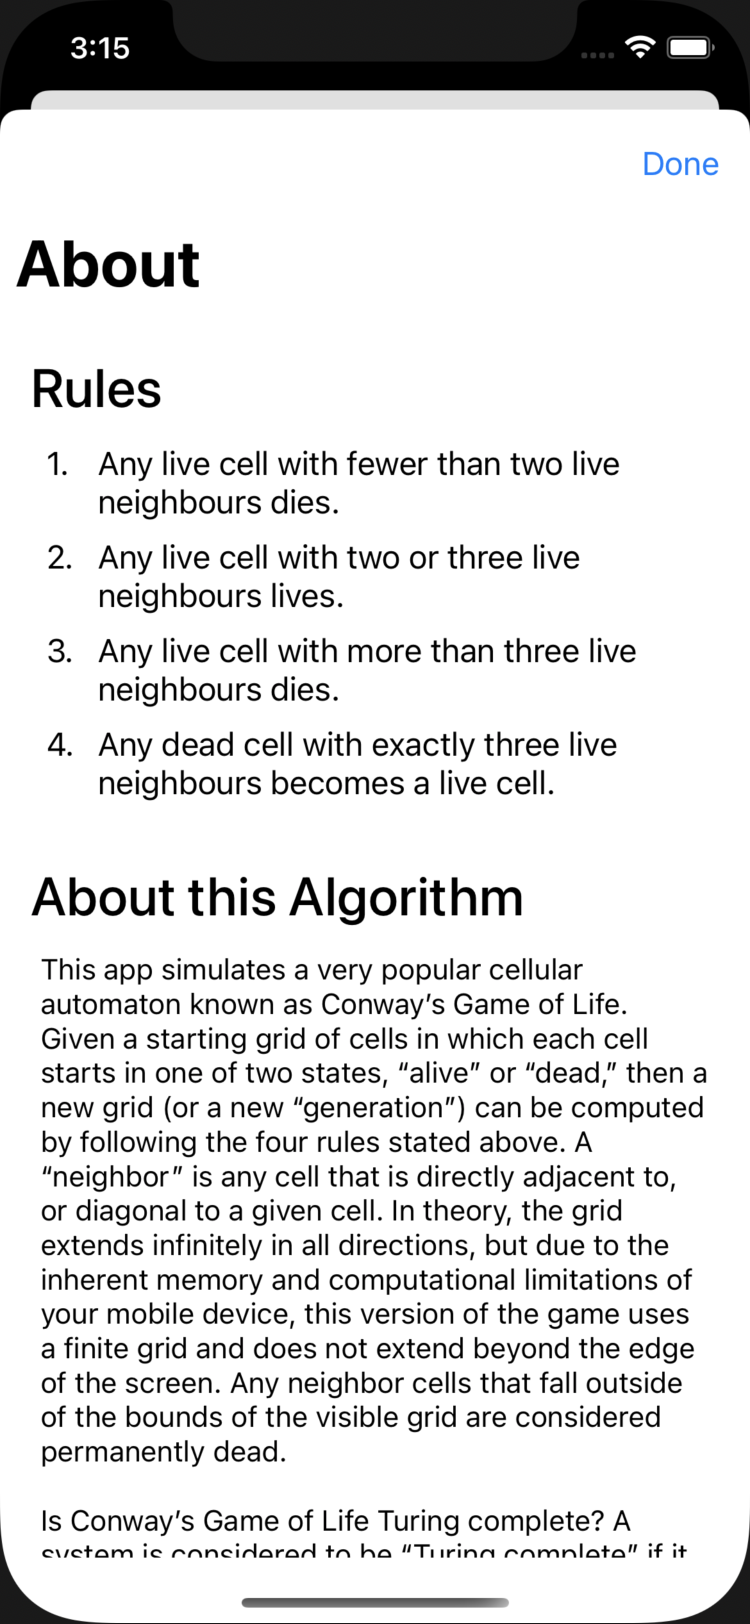 3:15
Done
About
Rules
1. Any live cell with fewer than two live
neighbours dies.
2. Any live cell with two or three live
neighbours lives.
3. Any live cell with more than three live
neighbours dies.
4. Any dead cell with exactly three live
neighbours becomes a live cell.
About this Algorithm
This app simulates a very popular cellular
automaton known as Conway’s Game of Life.
Given a starting grid of cells in which each cell
starts in one of two states, “alive” or “dead,” then a
new grid (or a new “generation”) can be computed
by following the four rules stated above. A
“neighbor” is any cell that is directly adjacent to,
or diagonal to a given cell. In theory, the grid
extends infinitely in all directions, but due to the
inherent memory and computational limitations of
your mobile device, this version of the game uses
a finite grid and does not extend beyond the edge
of the screen. Any neighbor cells that fall outside
of the bounds of the visible grid are considered
permanently dead.
Is Conway’s Game of Life Turing complete? A
system is considered to be “Turing complete” if it